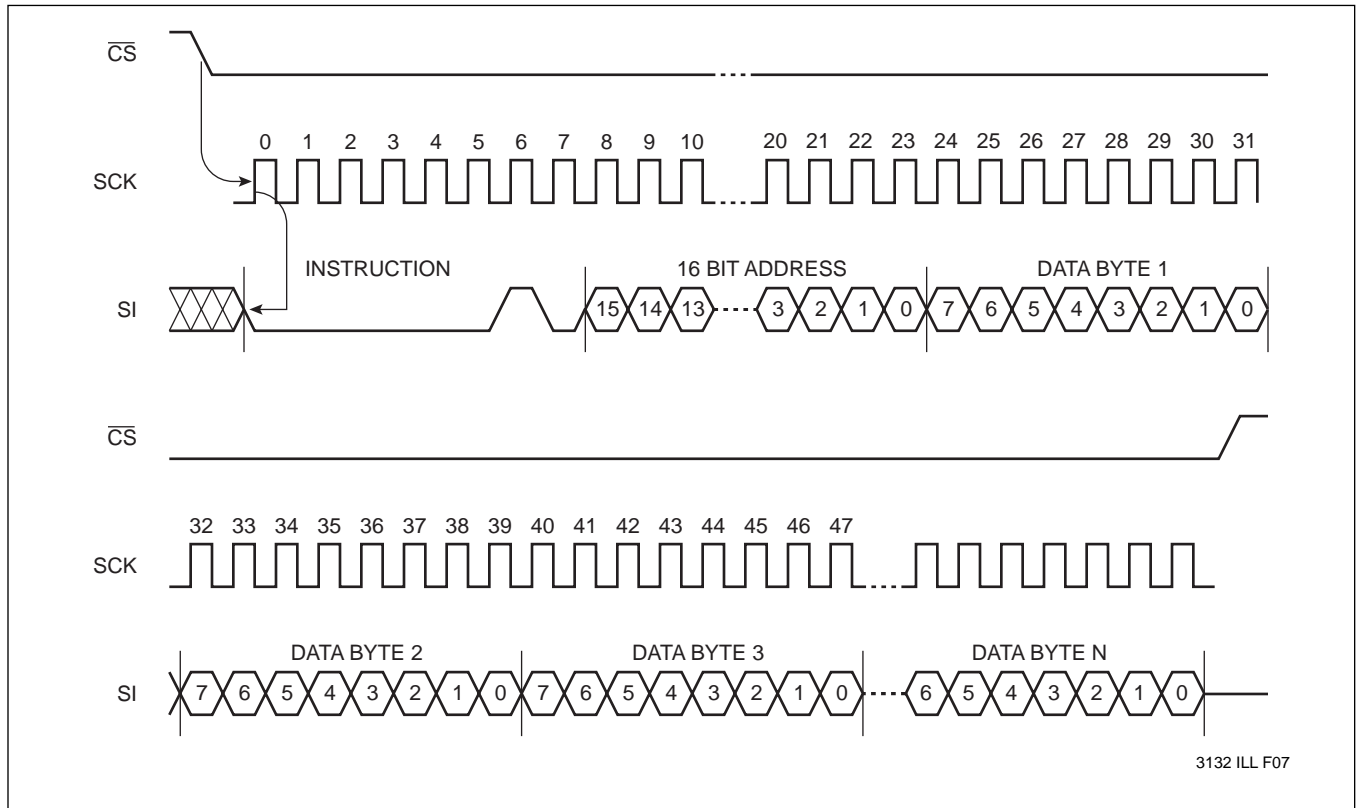 CS
0 1 2 3 4 5 6 7 8 9 10 20 21 22 23 24 25 26 27 28 29 30 31
SCK
INSTRUCTION 16 BIT ADDRESS DATA BYTE 1
SI 15 14 13 3 2 1 0 7 6 5 4 3 2 1 0
CS
32 33 34 35 36 37 38 39 40 41 42 43 44 45 46 47
SCK
DATA BYTE 2 DATA BYTE 3 DATA BYTE N
SI 7 6 5 4 3 2 1 0 7 6 5 4 3 2 1 0 6 5 4 3 2 1 0
3132 ILL F07